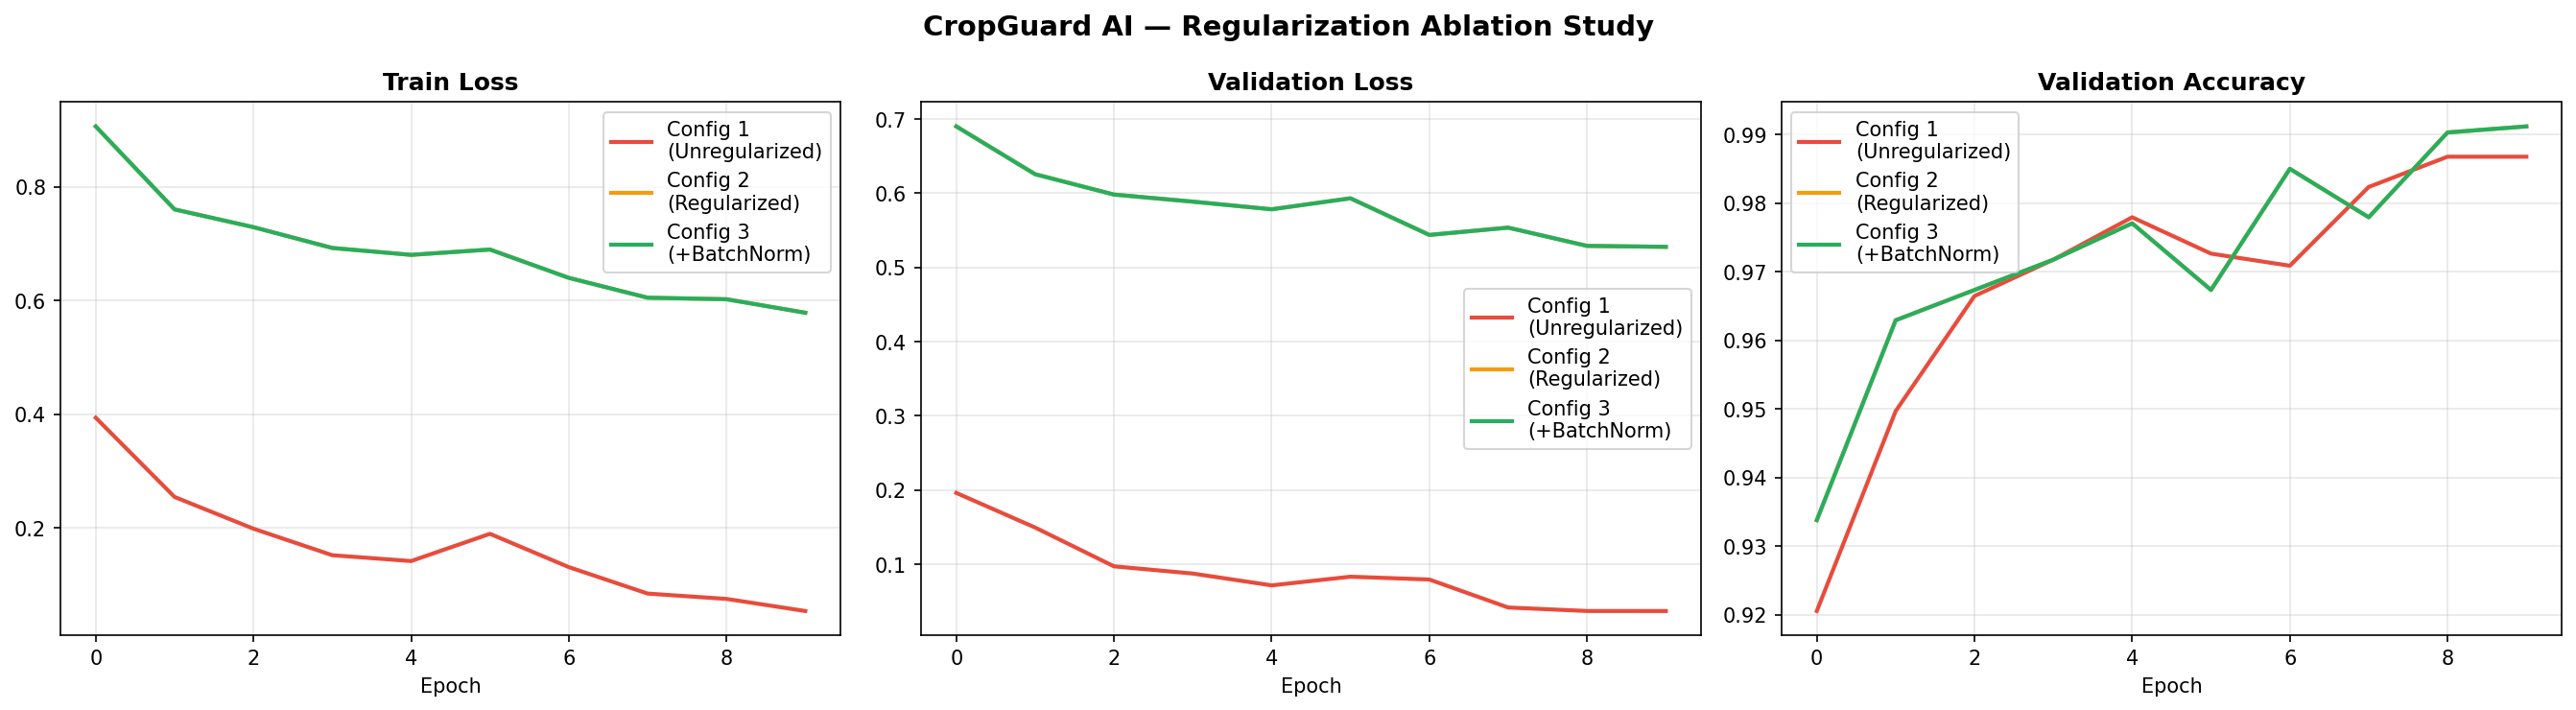 CropGuard AI — Regularization Ablation Study
Train Loss
Config 1
(Unregularized)
Config 2
(Regularized)
Config 3
(+BatchNorm)
0.8
0.6
0.4
0.2
0 2 4 6 8
Epoch
Validation Loss
0.7
0.6
0.5
0.4
0.3
0.2
0.1
Config 1
(Unregularized)
Config 2
(Regularized)
Config 3
(+BatchNorm)
0 2 4 6 8
Epoch
Validation Accuracy
Config 1
(Unregularized)
Config 2
(Regularized)
Config 3
(+BatchNorm)
0.99
0.98
0.97
0.96
0.95
0.94
0.93
0.92
0 2 4 6 8
Epoch